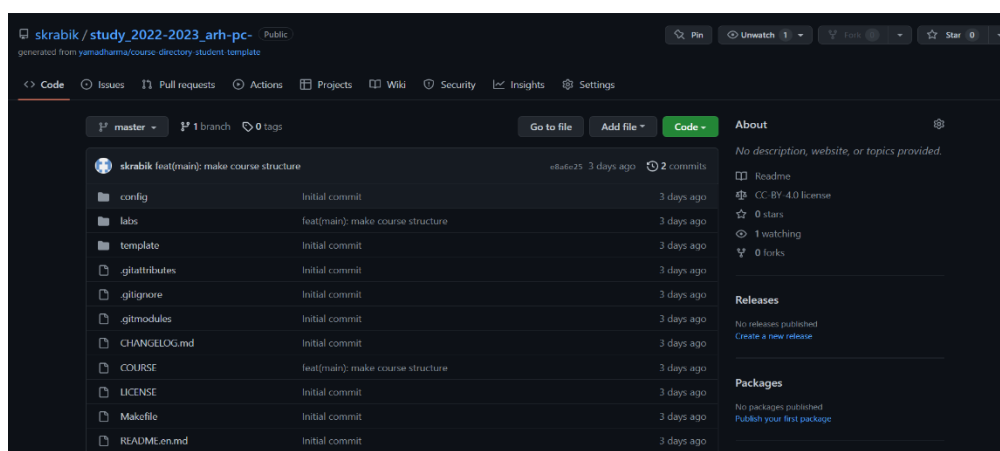 skrabik / study_2022-2023_arh-pc- Public
Pin
Unwatch 1
Fork 0
Star 0
generated from yamadharma/course-directory-student-template
Code Issues Pull requests Actions Projects Wiki Security Insights Settings
master 1 branch 0 tags Go to file Add file Code
skrabik feat(main): make course structure e8a6e25 3 days ago 2 commits
config Initial commit 3 days ago
labs feat(main): make course structure 3 days ago
template Initial commit 3 days ago
.gitattributes Initial commit 3 days ago
.gitignore Initial commit 3 days ago
.gitmodules Initial commit 3 days ago
CHANGELOG.md Initial commit 3 days ago
COURSE feat(main): make course structure 3 days ago
LICENSE Initial commit 3 days ago
Makefile Initial commit 3 days ago
README.en.md Initial commit 3 days ago
About
No description, website, or topics provided.
Readme
CC-BY-4.0 license
0 stars
1 watching
0 forks
Releases
No releases published
Create a new release
Packages
No packages published
Publish your first package